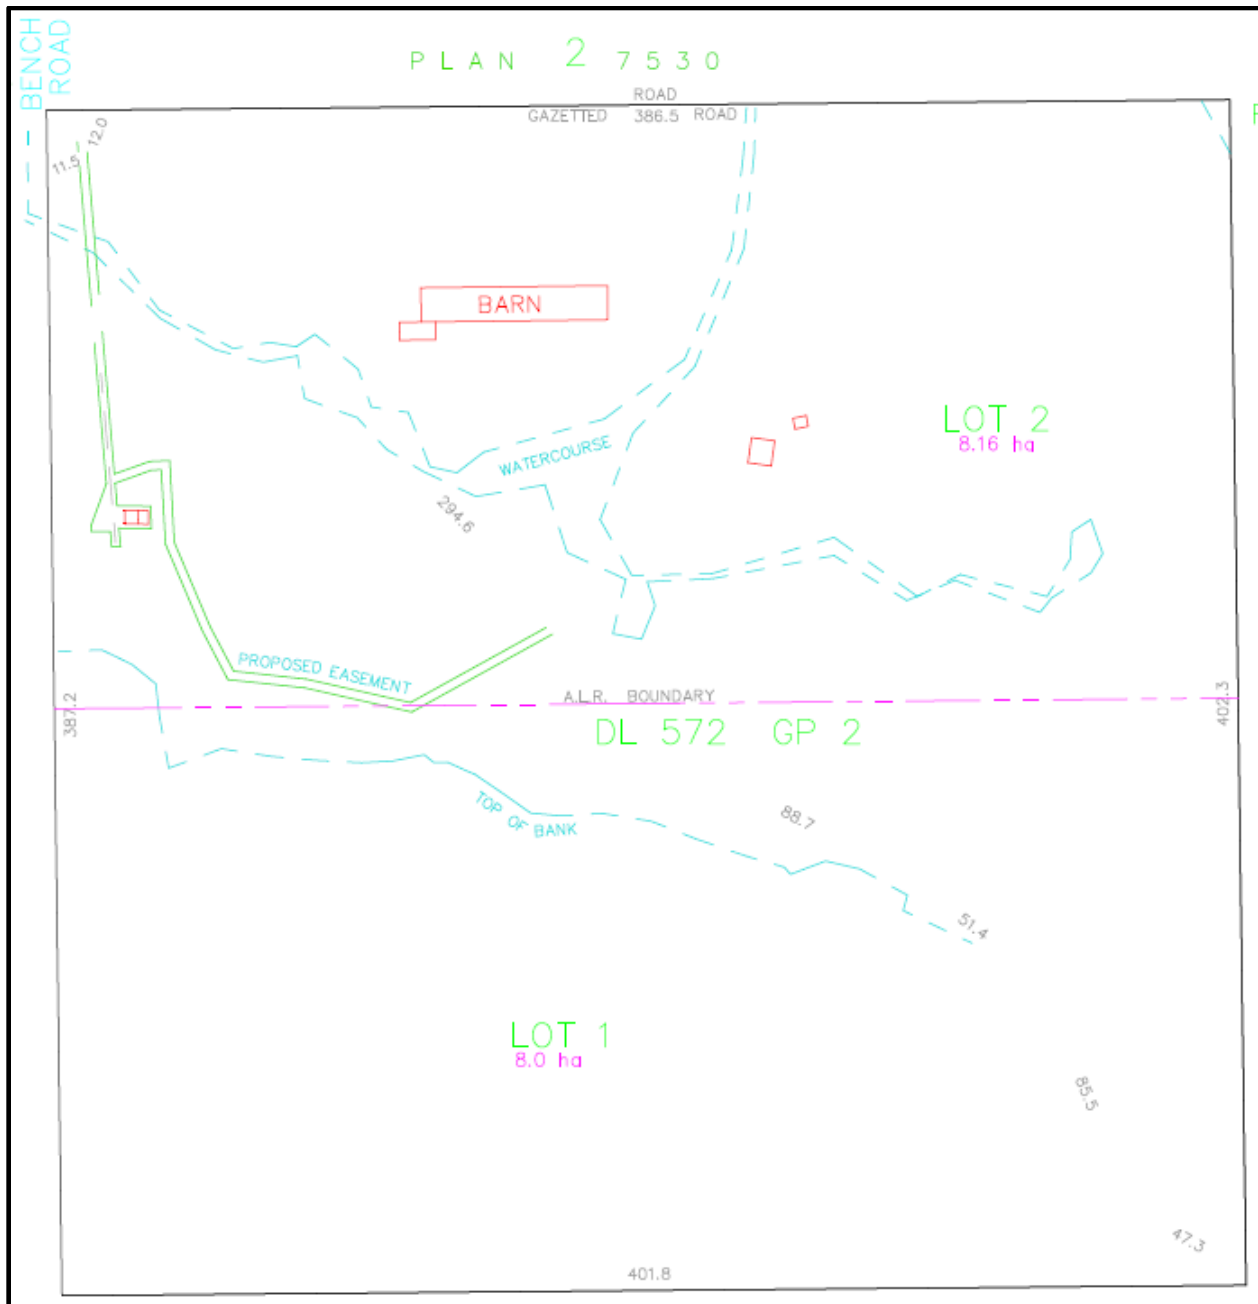 BENCH
ROAD
PLAN 2 7530
ROAD
GAZETTED 386.5 ROAD
12.0
11.5
BARN
LOT 2
8.16 ha
WATERCOURSE
294.6
PROPOSED EASEMENT
A.L.R. BOUNDARY
387.2
402.3
DL 572 GP 2
TOP OF BANK
88.7
51.4
LOT 1
8.0 ha
85.5
47.3
401.8